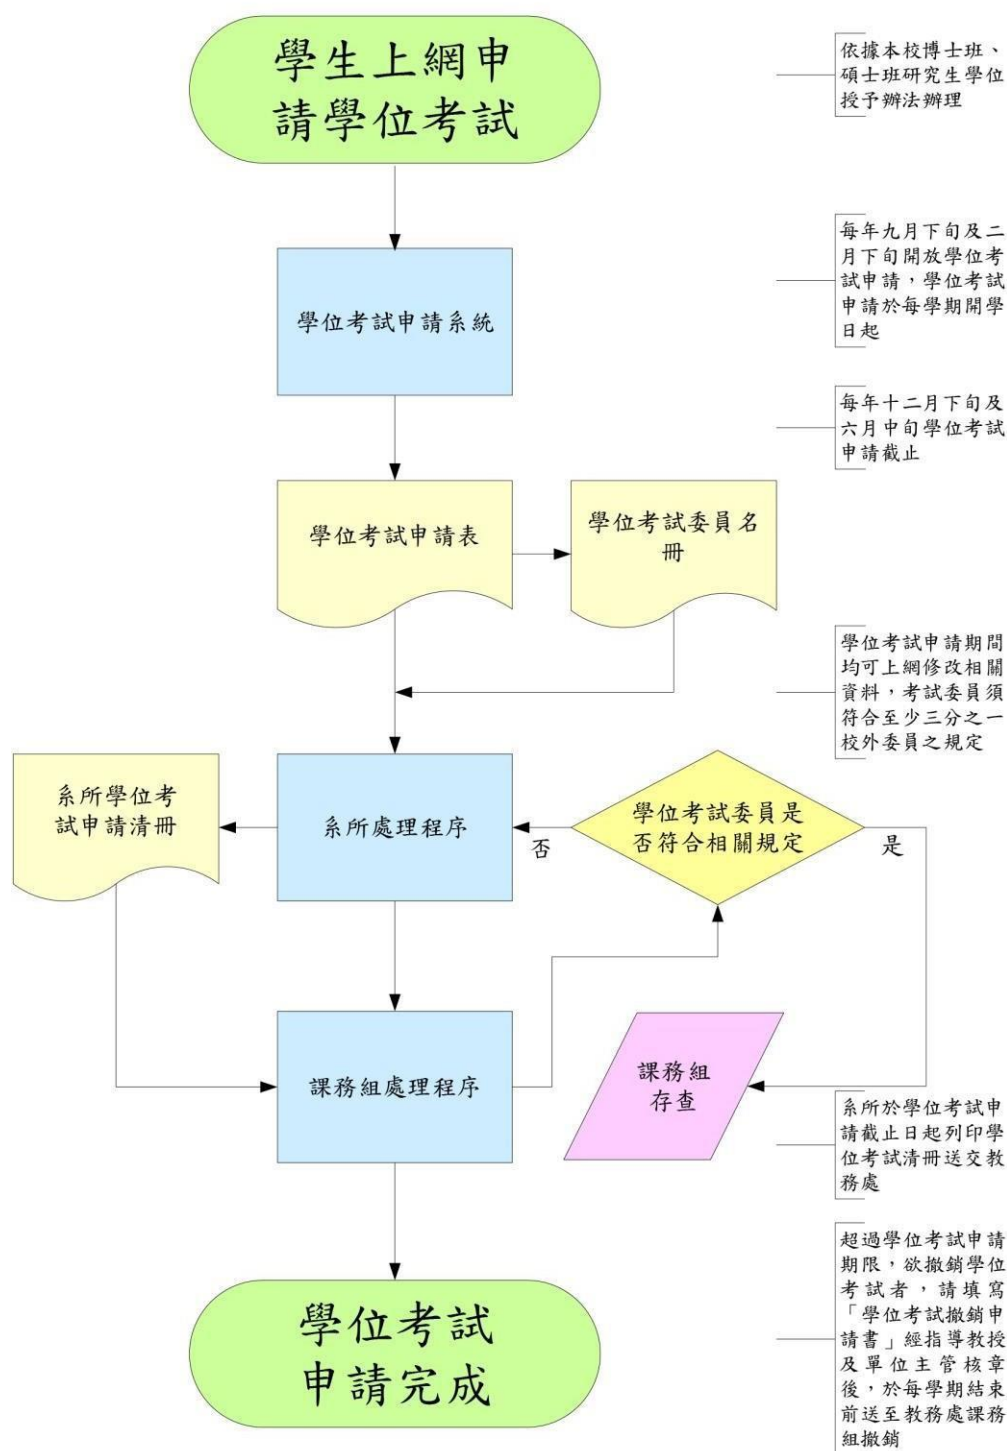 學生上網申
請學位考試
依據本校博士班、
碩士班研究生學位
授予辦法辦理
每年九月下旬及二
月下旬開放學位考
試申請，學位考試
申請於每學期開學
日起
學位考試申請系統
每年十二月下旬及
六月中旬學位考試
申請截止
學位考試申請表
學位考試委員名
冊
學位考試申請期間
均可上網修改相關
資料，考試委員須
符合至少三分之一
校外委員之規定
系所學位考
試申請清冊
系所處理程序
否
學位考試委員是
否符合相關規定
是
課務組處理程序
課務組
存查
系所於學位考試申
請截止日起列印學
位考試清冊送交教
務處
學位考試
申請完成
超過學位考試申請
期限，欲撤銷學位
考試者，請填寫
「學位考試撤銷申
請書」經指導教授
及單位主管核章
後，於每學期結束
前送至教務處課務
組撤銷